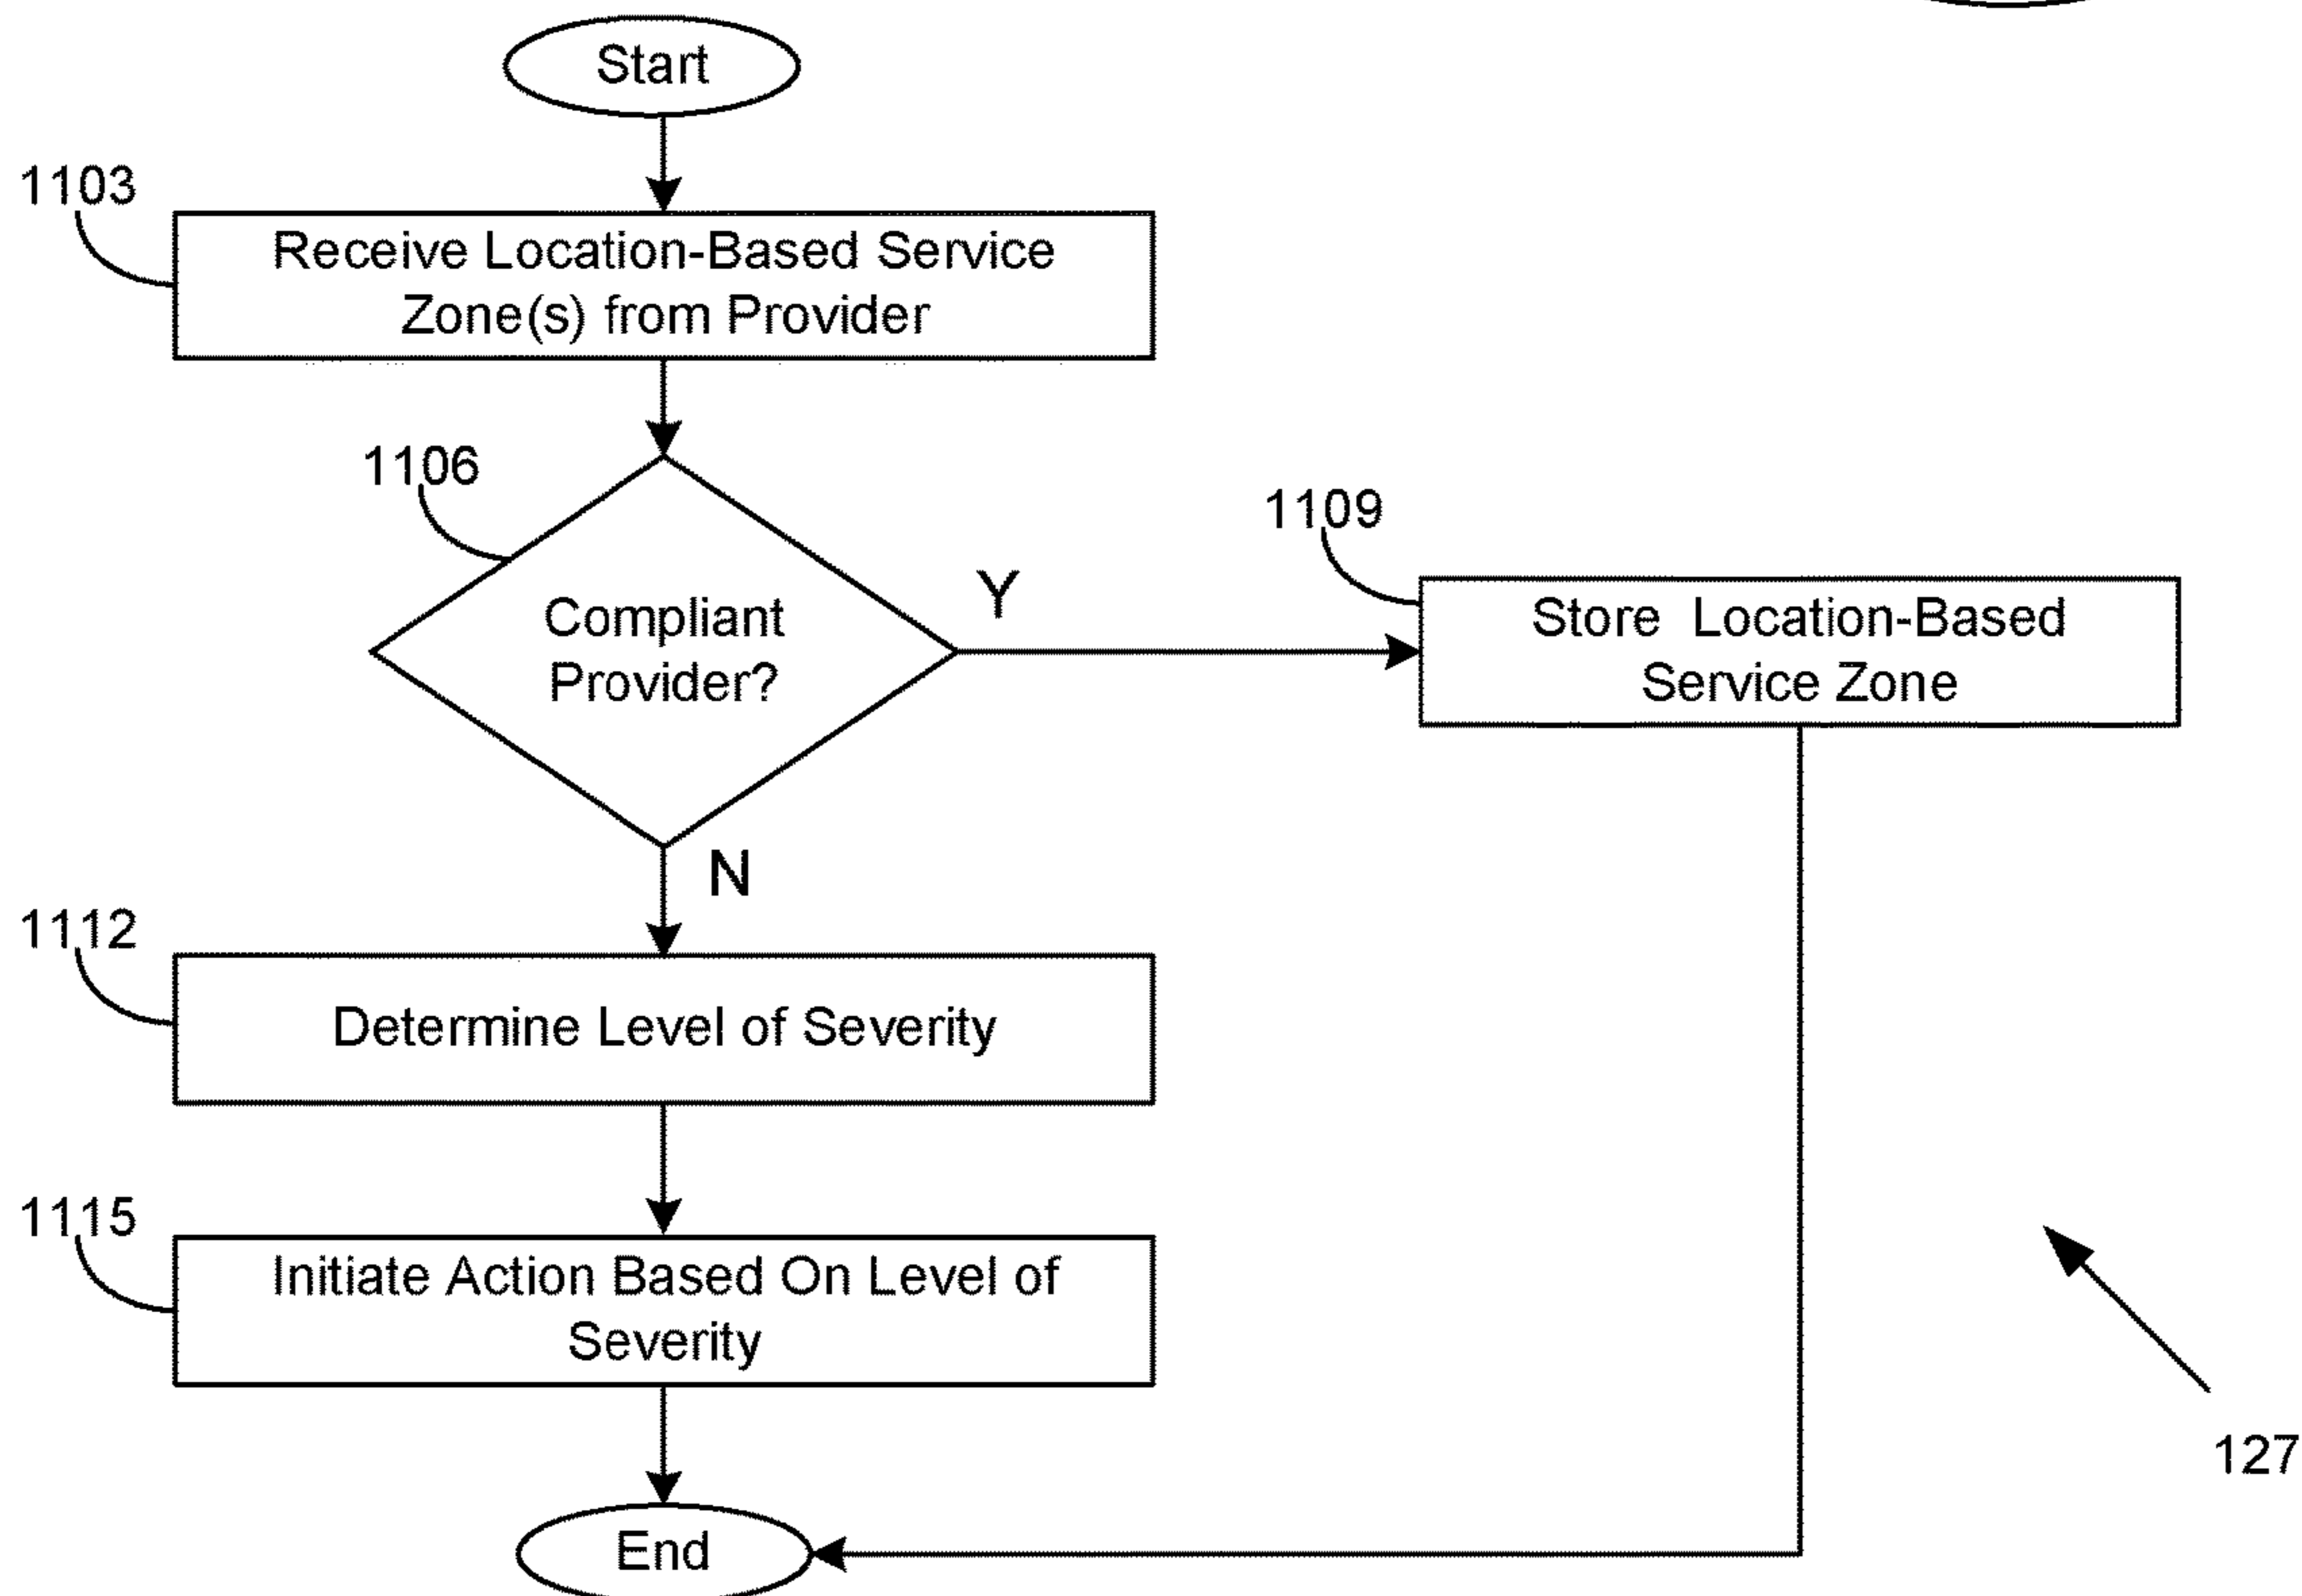 Start
1103
Receive Location-Based Service
Zone(s) from Provider
1106
Compliant
Provider?
Y
1109
Store Location-Based
Service Zone
N
1112
Determine Level of Severity
1115
Initiate Action Based On Level of
Severity
127
End